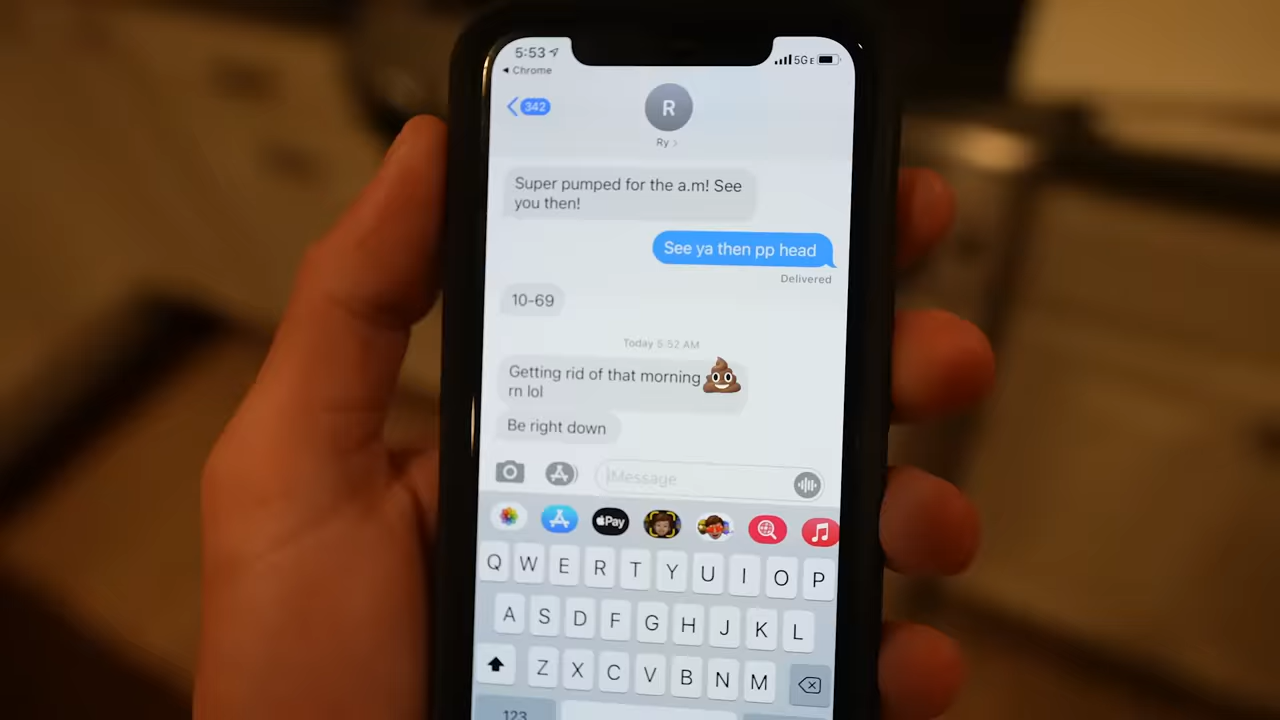 5:53
5GE
Chrome
342
R
Ry
Super pumped for the a.m! See
you then!
See ya then pp head
Delivered
10-69
Today 5:52 AM
Getting rid of that morning 💩
rn lol
Be right down
Message
Pay
Q W E R T Y U I O P
A S D F G H J K L
Z X C V B N M
123